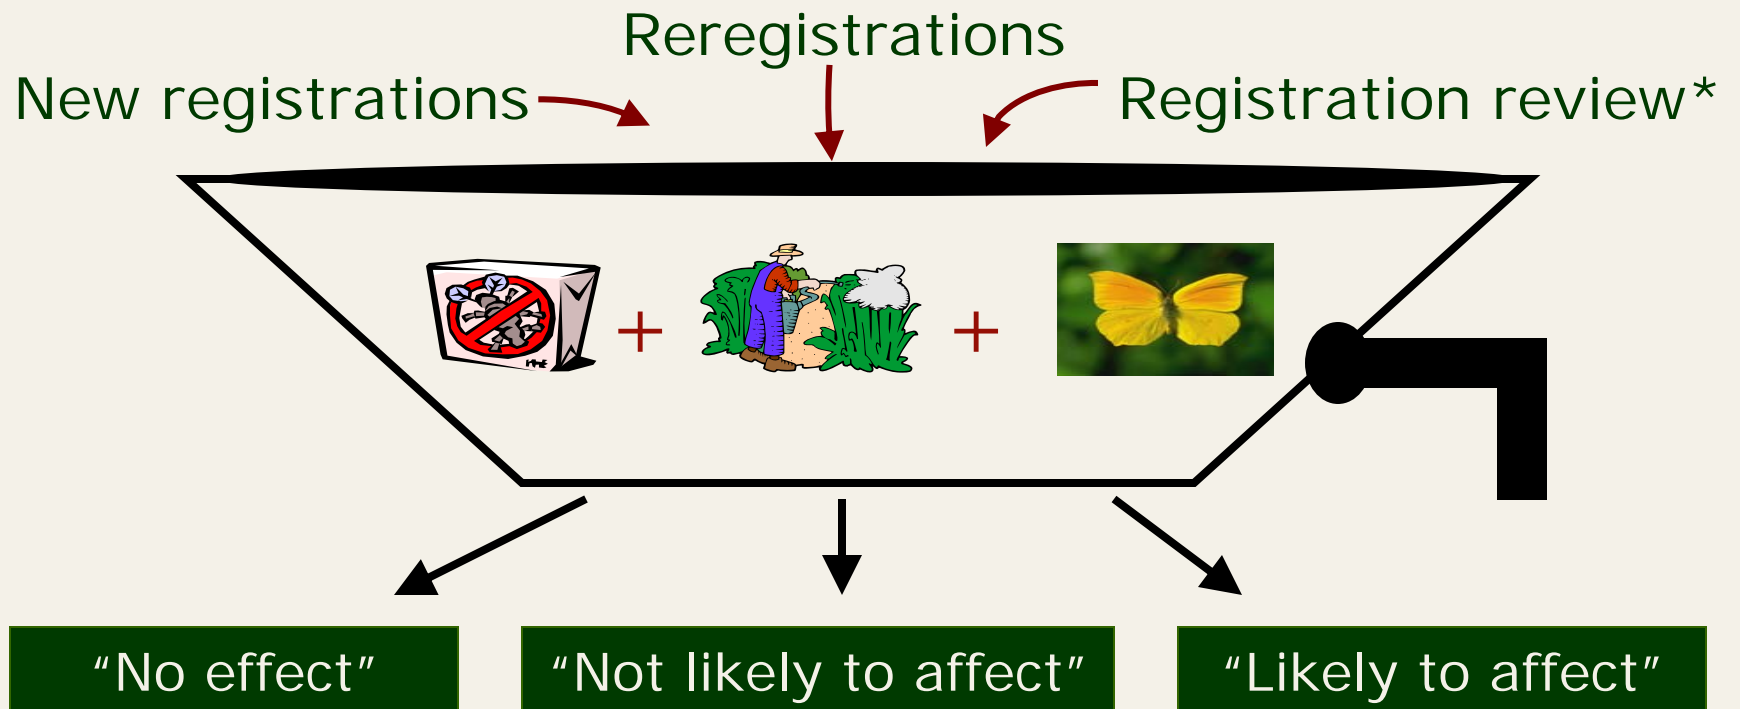 Reregistrations
New registrations
Registration review*
+
+
“No effect”
“Not likely to affect”
“Likely to affect”